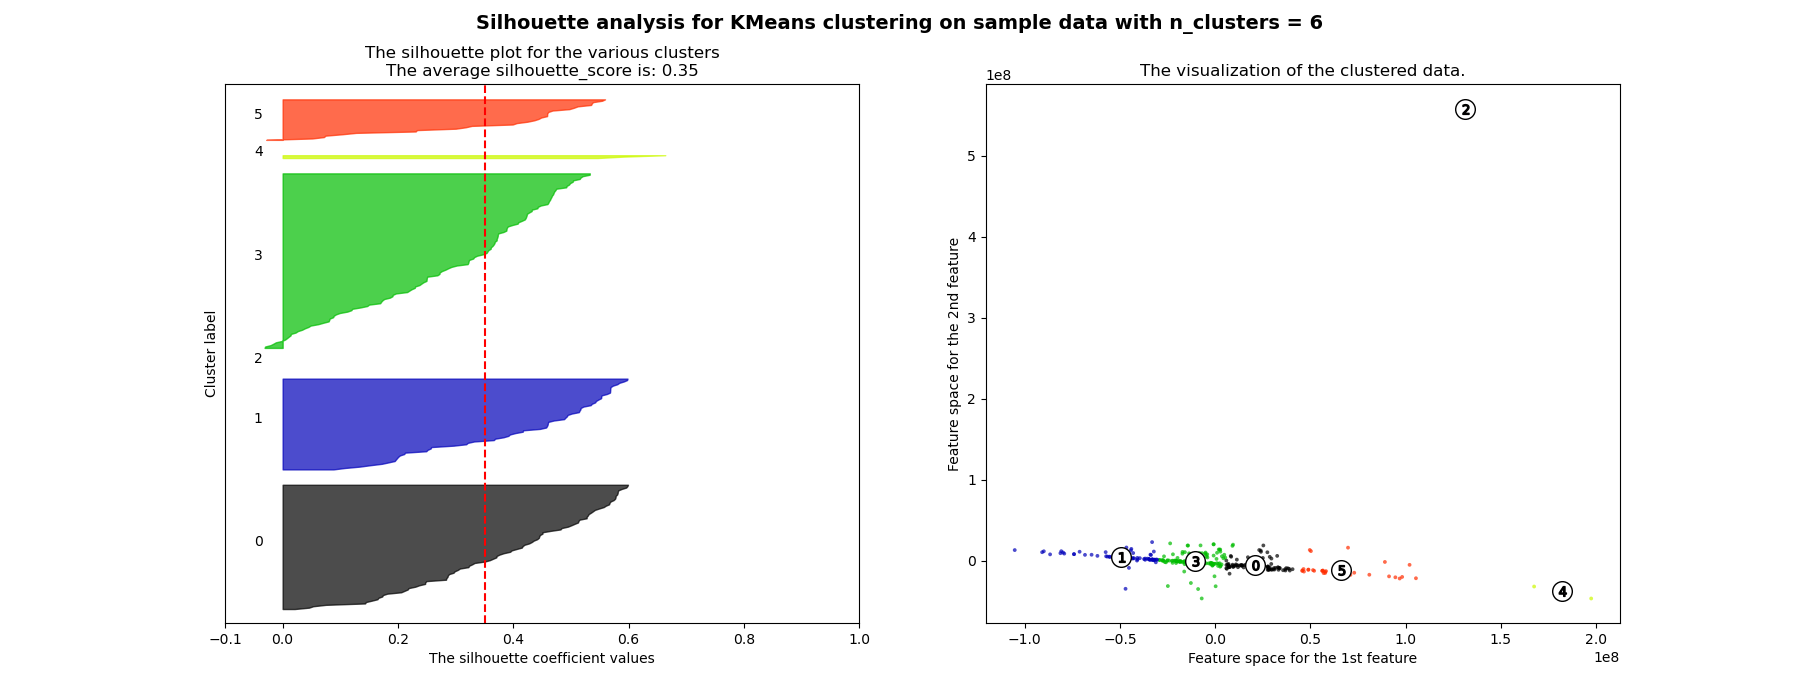 Silhouette analysis for KMeans clustering on sample data with n_clusters = 6
The silhouette plot for the various clusters
The average silhouette_score is: 0.35
5
4
3
2
1
0
Cluster label
−0.1 0.0 0.2 0.4 0.6 0.8 1.0
The silhouette coefficient values
The visualization of the clustered data.
1e8
5
4
3
2
1
0
Feature space for the 2nd feature
2
1
3
0
5
4
−1.0 −0.5 0.0 0.5 1.0 1.5 2.0
1e8
Feature space for the 1st feature